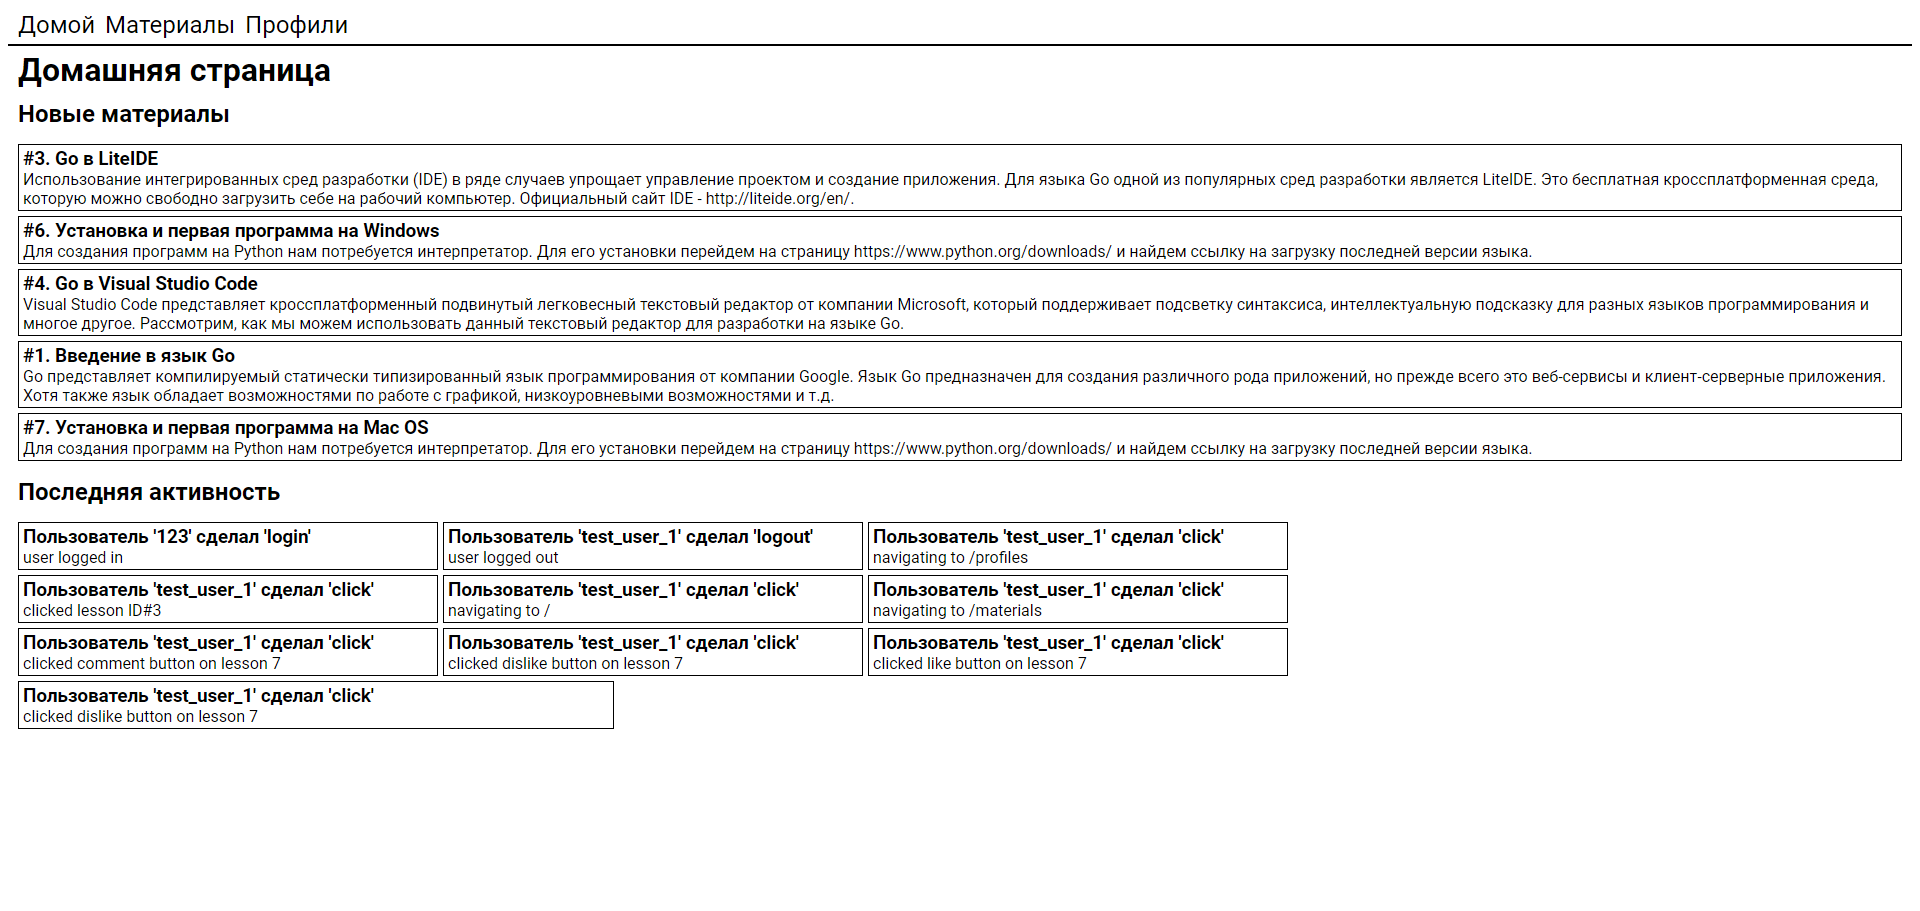 Домой Материалы Профили
Домашняя страница
Новые материалы
#3. Go в LiteIDE
Использование интегрированных сред разработки (IDE) в ряде случаев упрощает управление проектом и создание приложения. Для языка Go одной из популярных сред разработки является LiteIDE. Это бесплатная кроссплатформенная среда,
которую можно свободно загрузить себе на рабочий компьютер. Официальный сайт IDE - http://liteide.org/en/.
#6. Установка и первая программа на Windows
Для создания программ на Python нам потребуется интерпретатор. Для его установки перейдем на страницу https://www.python.org/downloads/ и найдем ссылку на загрузку последней версии языка.
#4. Go в Visual Studio Code
Visual Studio Code представляет кроссплатформенный подвинутый легковесный текстовый редактор от компании Microsoft, который поддерживает подсветку синтаксиса, интеллектуальную подсказку для разных языков программирования и
многое другое. Рассмотрим, как мы можем использовать данный текстовый редактор для разработки на языке Go.
#1. Введение в язык Go
Go представляет компилируемый статически типизированный язык программирования от компании Google. Язык Go предназначен для создания различного рода приложений, но прежде всего это веб-сервисы и клиент-серверные приложения.
Хотя также язык обладает возможностями по работе с графикой, низкоуровневыми возможностями и т.д.
#7. Установка и первая программа на Mac OS
Для создания программ на Python нам потребуется интерпретатор. Для его установки перейдем на страницу https://www.python.org/downloads/ и найдем ссылку на загрузку последней версии языка.
Последняя активность
Пользователь '123' сделал 'login'
user logged in
Пользователь 'test_user_1' сделал 'logout'
user logged out
Пользователь 'test_user_1' сделал 'click'
navigating to /profiles
Пользователь 'test_user_1' сделал 'click'
clicked lesson ID#3
Пользователь 'test_user_1' сделал 'click'
navigating to /
Пользователь 'test_user_1' сделал 'click'
navigating to /materials
Пользователь 'test_user_1' сделал 'click'
clicked comment button on lesson 7
Пользователь 'test_user_1' сделал 'click'
clicked dislike button on lesson 7
Пользователь 'test_user_1' сделал 'click'
clicked like button on lesson 7
Пользователь 'test_user_1' сделал 'click'
clicked dislike button on lesson 7